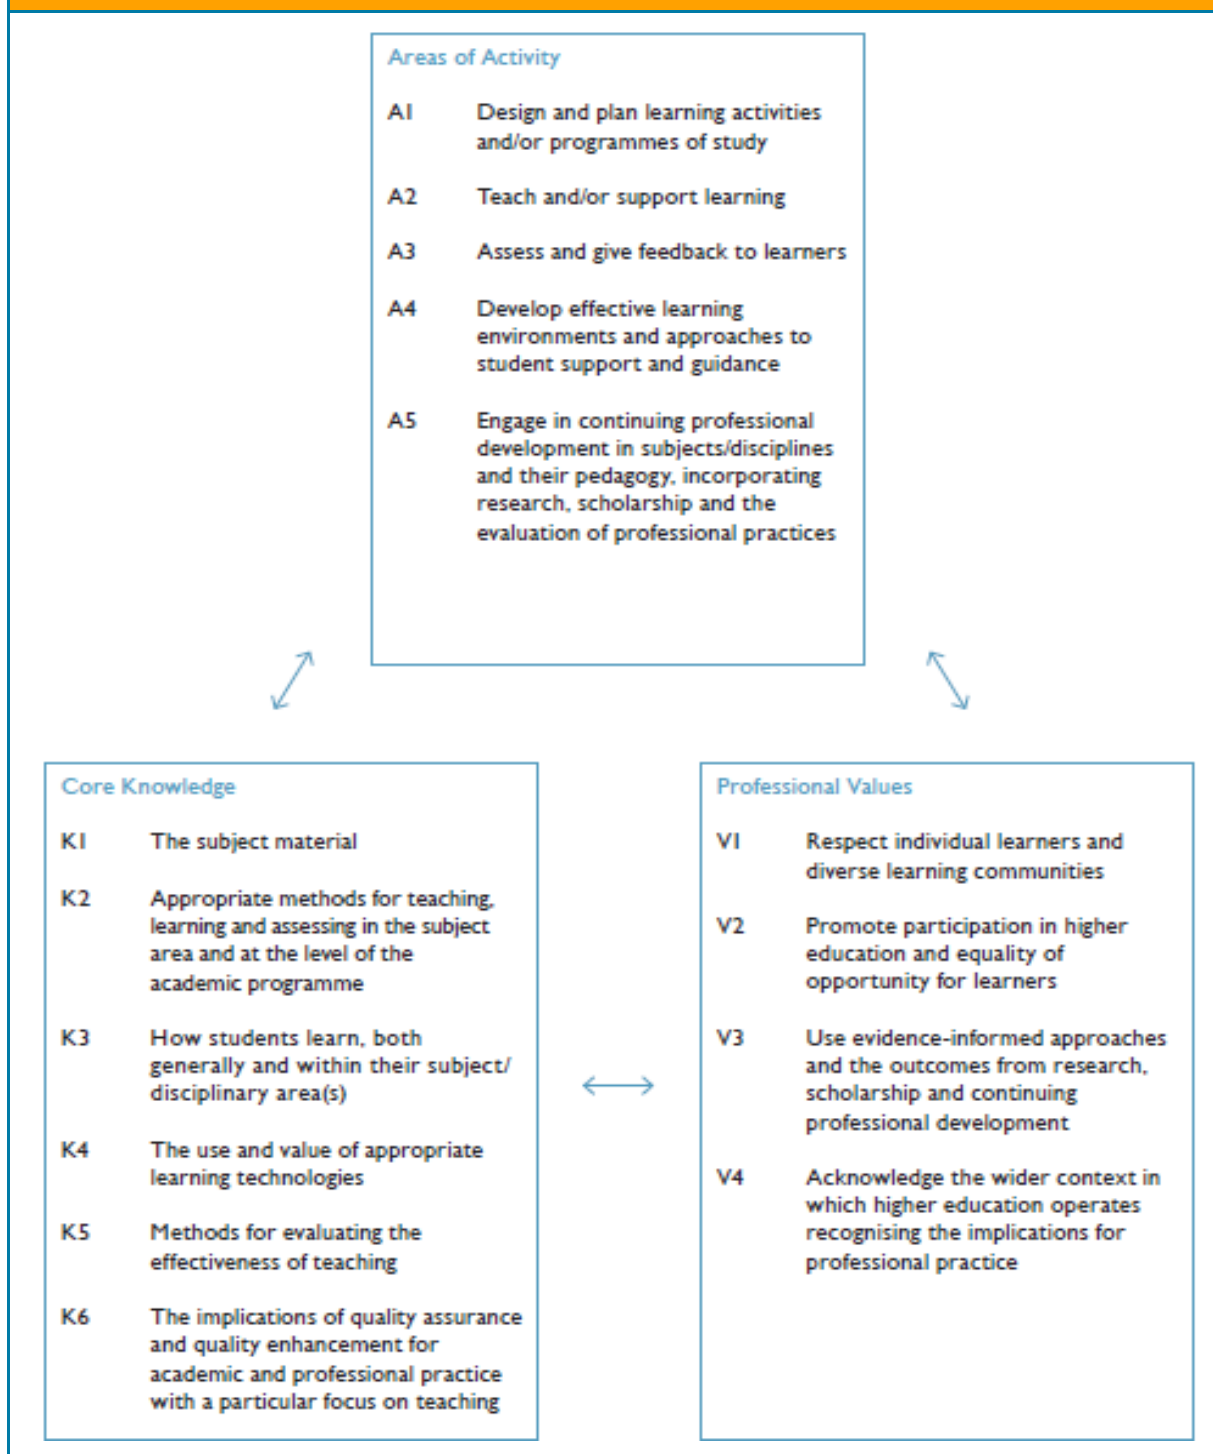 Areas of Activity
A1 Design and plan learning activities
and/or programmes of study
A2 Teach and/or support learning
A3 Assess and give feedback to learners
A4 Develop effective learning
environments and approaches to
student support and guidance
A5 Engage in continuing professional
development in subjects/disciplines
and their pedagogy, incorporating
research, scholarship and the
evaluation of professional practices
Core Knowledge
K1 The subject material
K2 Appropriate methods for teaching,
learning and assessing in the subject
area and at the level of the
academic programme
K3 How students learn, both
generally and within their subject/
disciplinary area(s)
K4 The use and value of appropriate
learning technologies
K5 Methods for evaluating the
effectiveness of teaching
K6 The implications of quality assurance
and quality enhancement for
academic and professional practice
with a particular focus on teaching
Professional Values
V1 Respect individual learners and
diverse learning communities
V2 Promote participation in higher
education and equality of
opportunity for learners
V3 Use evidence-informed approaches
and the outcomes from research,
scholarship and continuing
professional development
V4 Acknowledge the wider context in
which higher education operates
recognising the implications for
professional practice